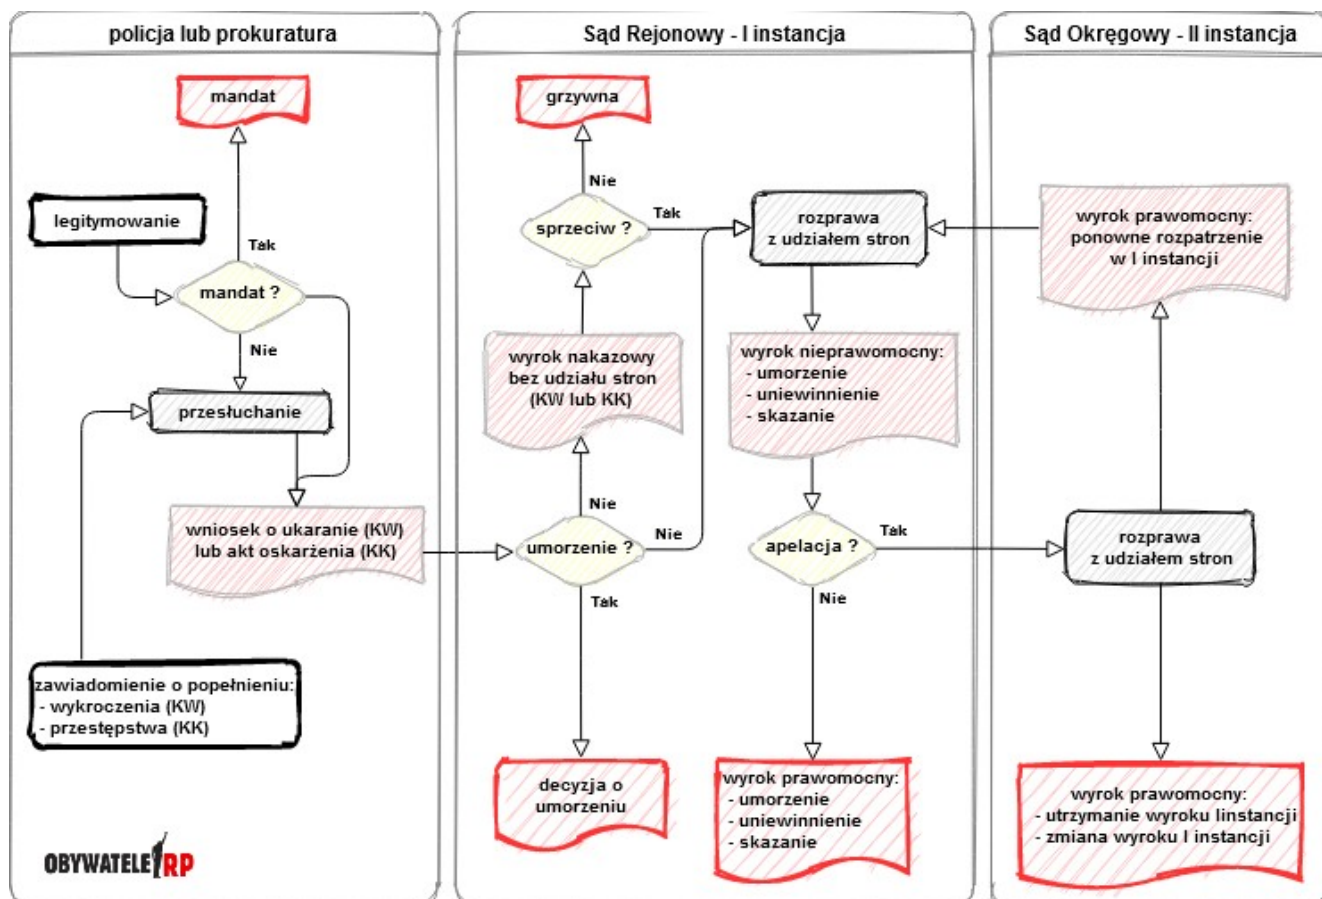 policja lub prokuratura
mandat
legitymowanie
Tak
mandat ?
Nie
przesłuchanie
wniosek o ukaranie (KW)
lub akt oskarżenia (KK)
zawiadomienie o popełnieniu:
- wykroczenia (KW)
- przestępstwa (KK)
OBYWATELE RP
Sąd Rejonowy - I instancja
grzywna
Nie
sprzeciw ?
Tak
rozprawa
z udziałem stron
wyrok nakazowy
bez udziału stron
(KW lub KK)
wyrok nieprawomocny:
- umorzenie
- uniewinnienie
- skazanie
Nie
umorzenie ?
Nie
Tak
apelacja ?
Tak
Nie
decyzja o
umorzeniu
wyrok prawomocny:
- umorzenie
- uniewinnienie
- skazanie
Sąd Okręgowy - II instancja
wyrok prawomocny:
ponowne rozpatrzenie
w I instancji
rozprawa
z udziałem stron
wyrok prawomocny:
- utrzymanie wyroku Iinstancji
- zmiana wyroku I instancji